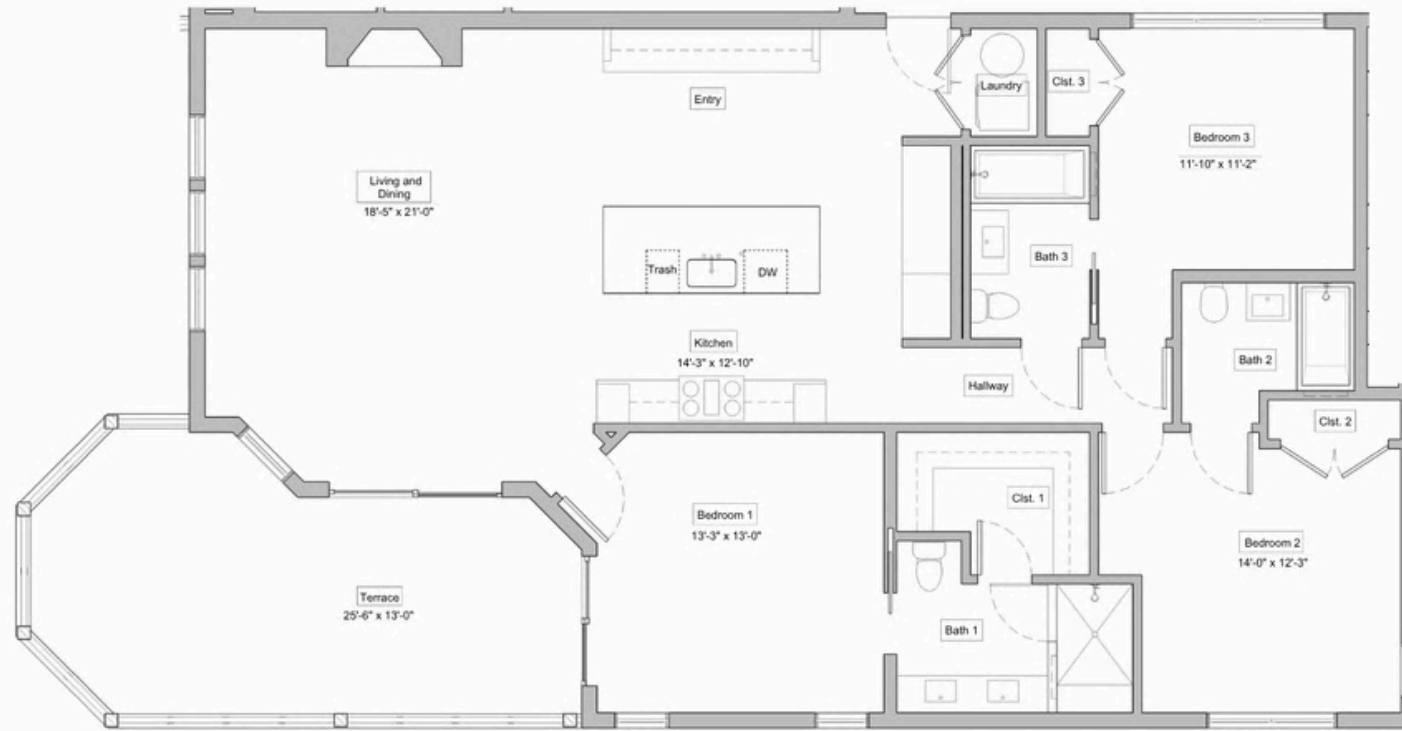 Laundry
Clst. 3
Entry
Bedroom 3
11'-10" x 11'-2"
Living and
Dining
18'-5" x 21'-0"
Bath 3
Trash
DW
Kitchen
14'-3" x 12'-10"
Bath 2
Hallway
Clst. 2
Clst. 1
Bedroom 1
13'-3" x 13'-0"
Bedroom 2
14'-0" x 12'-3"
Terrace
25'-6" x 13'-0"
Bath 1